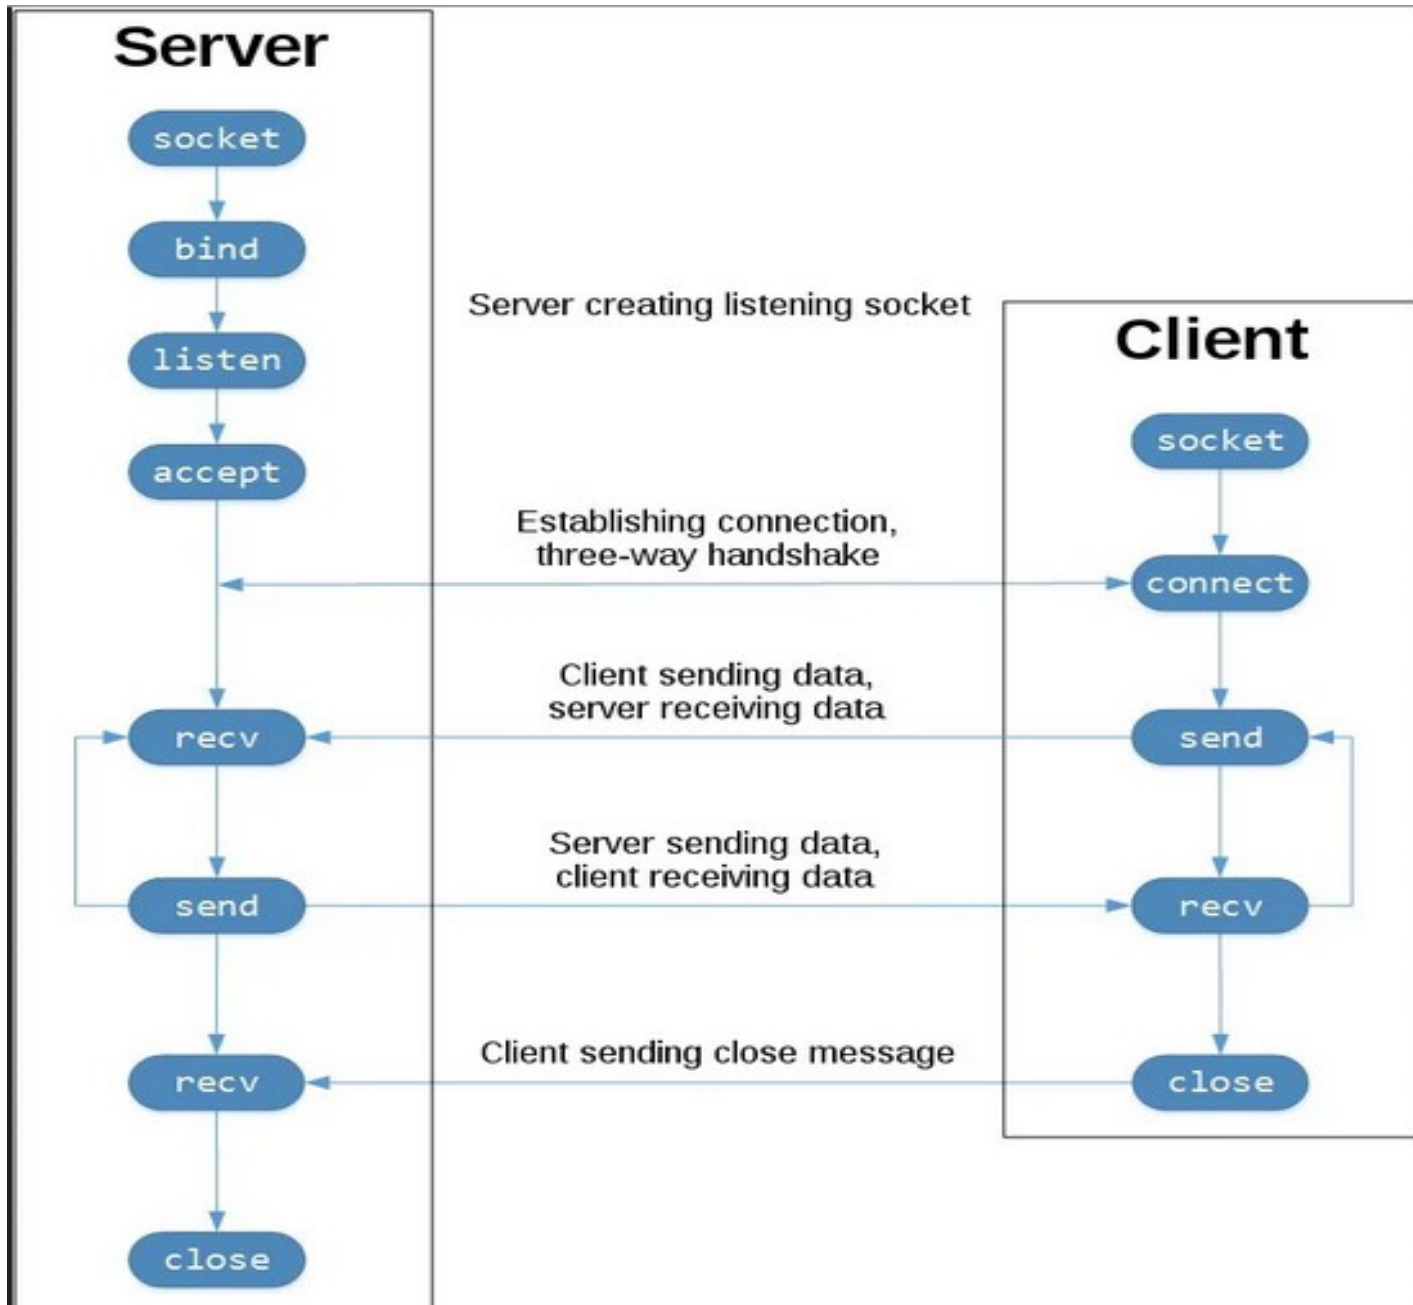 Server
socket
bind
listen
accept
recv
send
recv
close
Server creating listening socket
Establishing connection,
three-way handshake
Client sending data,
server receiving data
Server sending data,
client receiving data
Client sending close message
Client
socket
connect
send
recv
close